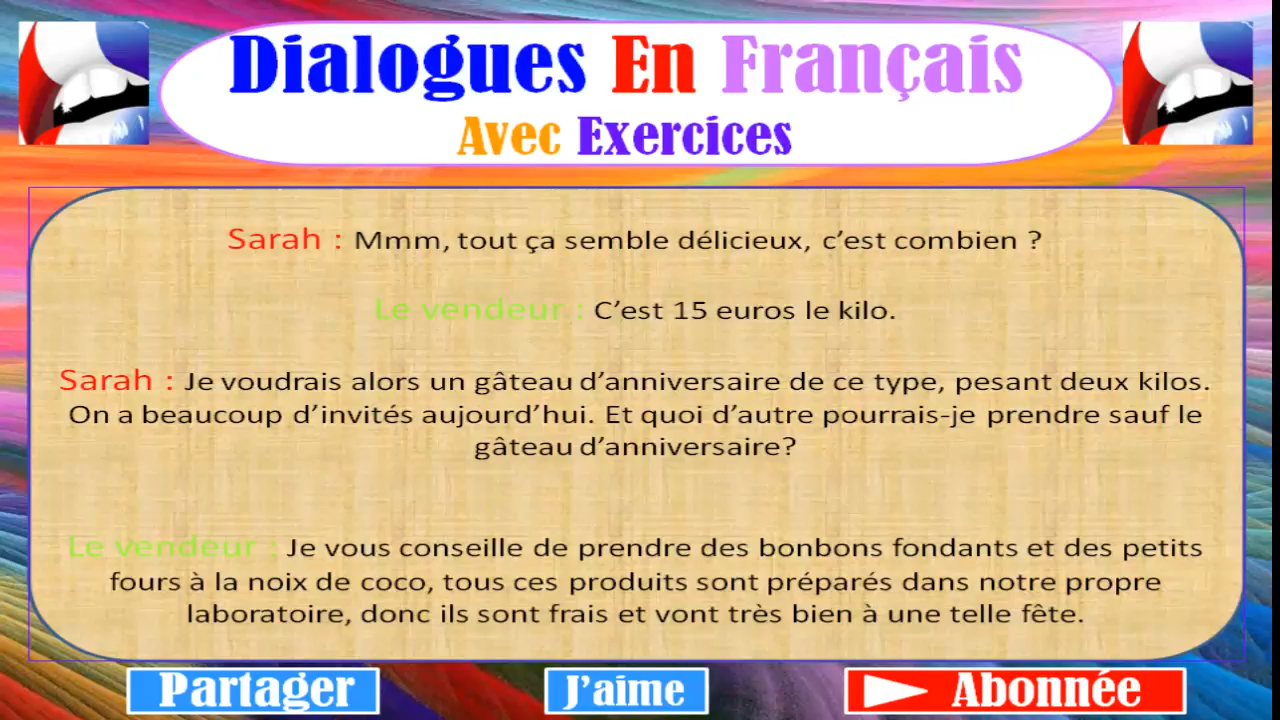 Dialogues En Français
Avec Exercices
Sarah : Mmm, tout ça semble délicieux, c’est combien ?
Le vendeur : C’est 15 euros le kilo.
Sarah : Je voudrais alors un gâteau d’anniversaire de ce type, pesant deux kilos.
On a beaucoup d’invités aujourd’hui. Et quoi d’autre pourrais-je prendre sauf le
gâteau d’anniversaire?
Le vendeur : Je vous conseille de prendre des bonbons fondants et des petits
fours à la noix de coco, tous ces produits sont préparés dans notre propre
laboratoire, donc ils sont frais et vont très bien à une telle fête.
Partager
J’aime
Abonnée